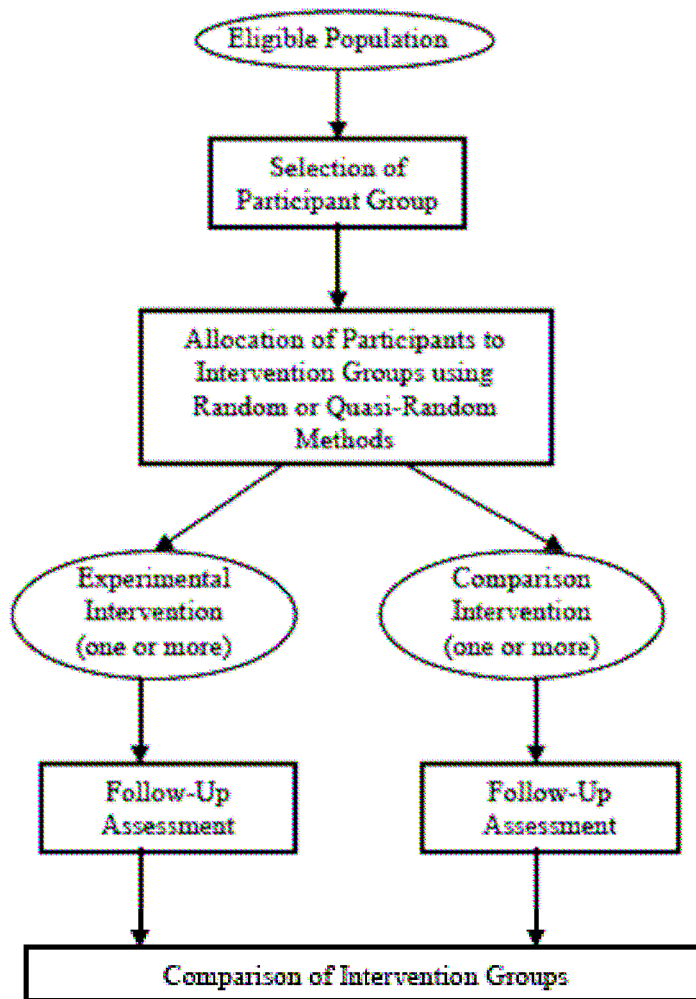 Eligible Population
Selection of
Participant Group
Allocation of Participants to
Intervention Groups using
Random or Quasi-Random
Methods
Experimental
Intervention
(one or more)
Comparison
Intervention
(one or more)
Follow-Up
Assessment
Follow-Up
Assessment
Comparison of Intervention Groups